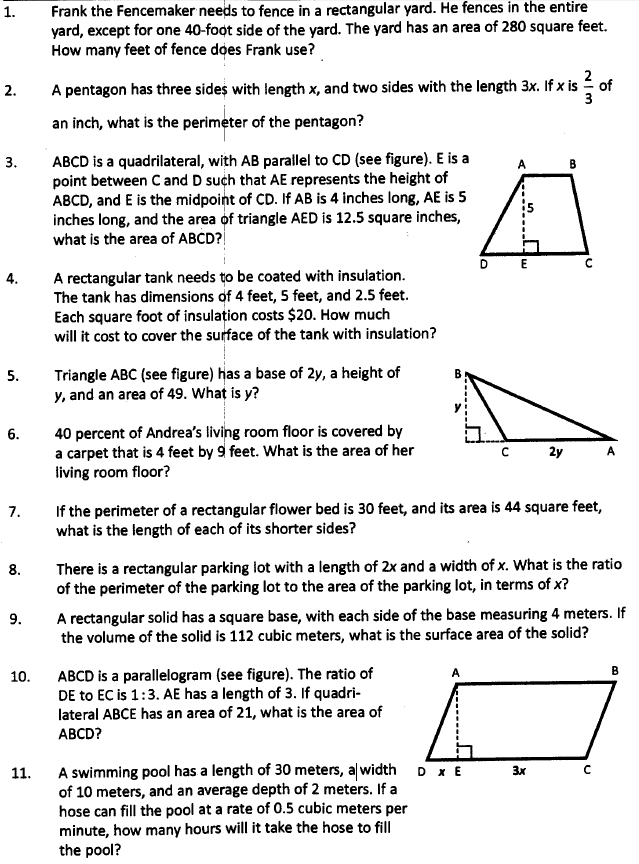 1. Frank the Fencemaker needs to fence in a rectangular yard. He fences in the entire
yard, except for one 40-foot side of the yard. The yard has an area of 280 square feet.
How many feet of fence does Frank use?
2. A pentagon has three sides with length x, and two sides with the length 3x. If x is 2/3 of
an inch, what is the perimeter of the pentagon?
3. ABCD is a quadrilateral, with AB parallel to CD (see figure). E is a
point between C and D such that AE represents the height of
ABCD, and E is the midpoint of CD. If AB is 4 inches long, AE is 5
inches long, and the area of triangle AED is 12.5 square inches,
what is the area of ABCD?
A B
5
D E C
4. A rectangular tank needs to be coated with insulation.
The tank has dimensions of 4 feet, 5 feet, and 2.5 feet.
Each square foot of insulation costs $20. How much
will it cost to cover the surface of the tank with insulation?
5. Triangle ABC (see figure) has a base of 2y, a height of
y, and an area of 49. What is y?
B
y
C 2y A
6. 40 percent of Andrea's living room floor is covered by
a carpet that is 4 feet by 9 feet. What is the area of her
living room floor?
7. If the perimeter of a rectangular flower bed is 30 feet, and its area is 44 square feet,
what is the length of each of its shorter sides?
8. There is a rectangular parking lot with a length of 2x and a width of x. What is the ratio
of the perimeter of the parking lot to the area of the parking lot, in terms of x?
9. A rectangular solid has a square base, with each side of the base measuring 4 meters. If
the volume of the solid is 112 cubic meters, what is the surface area of the solid?
10. ABCD is a parallelogram (see figure). The ratio of
DE to EC is 1:3. AE has a length of 3. If quadri-
lateral ABCE has an area of 21, what is the area of
ABCD?
A B
D x E 3x C
11. A swimming pool has a length of 30 meters, a width
of 10 meters, and an average depth of 2 meters. If a
hose can fill the pool at a rate of 0.5 cubic meters per
minute, how many hours will it take the hose to fill
the pool?